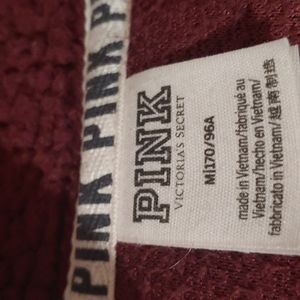 PINK PINK PINK
PINK
VICTORIA'S SECRET
M|170/96A
made in Vietnam/fabriqué au
Vietnam/hecho en Vietnam/
fabbricato in Vietnam/越南制造